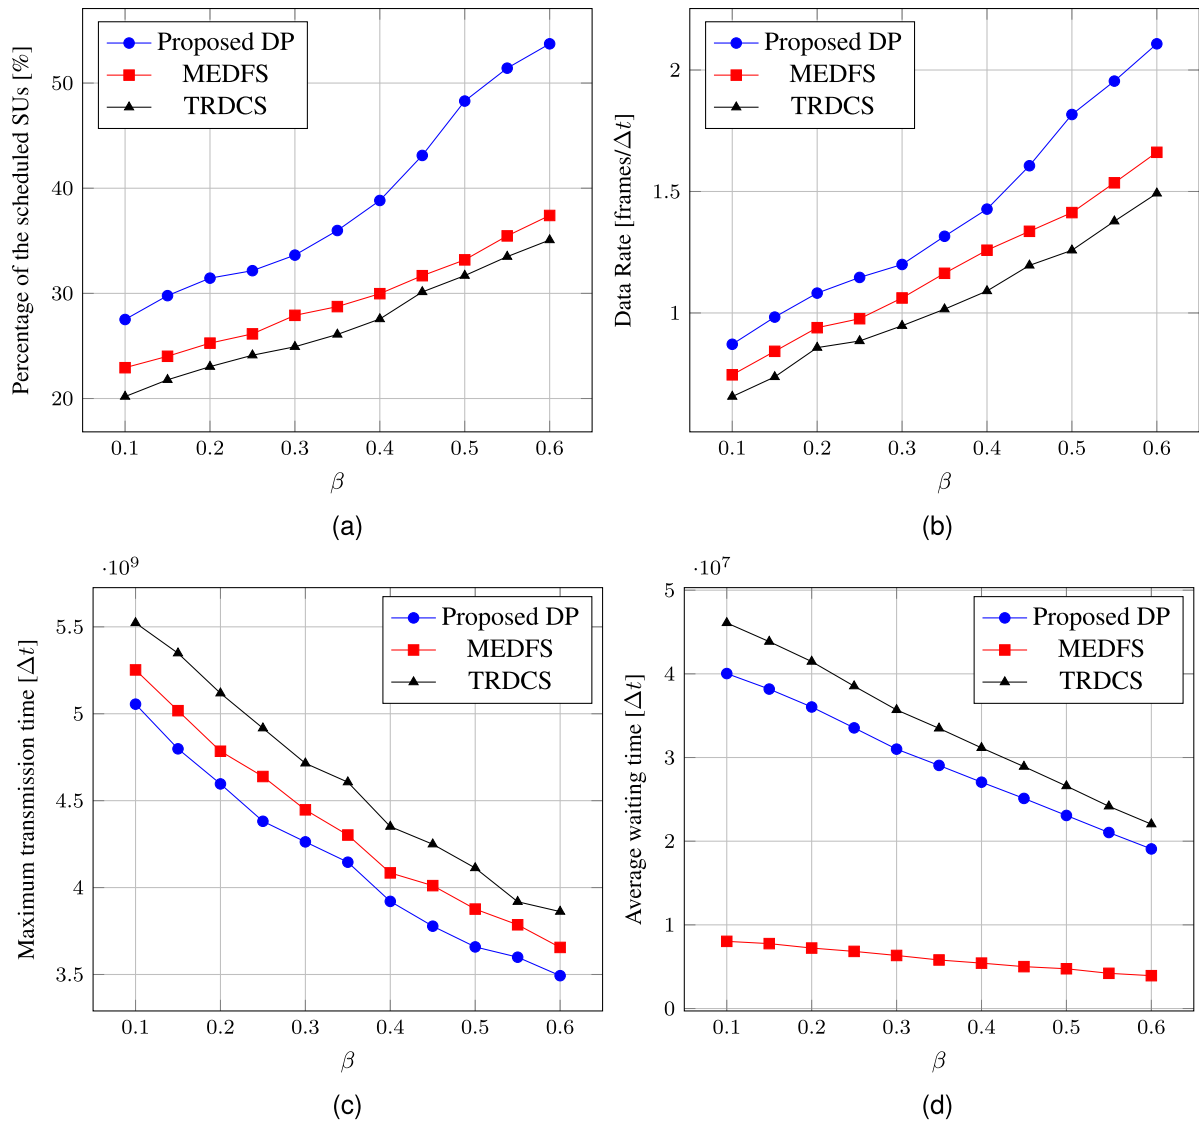 Proposed DP
MEDFS
TRDCS
Percentage of the scheduled SUs [%]
50
40
30
20
0.1 0.2 0.3 0.4 0.5 0.6
β
(a)
Proposed DP
MEDFS
TRDCS
Data Rate [frames/Δt]
2
1.5
1
0.1 0.2 0.3 0.4 0.5 0.6
β
(b)
·10⁹
Proposed DP
MEDFS
TRDCS
Maximum transmission time [Δt]
5.5
5
4.5
4
3.5
0.1 0.2 0.3 0.4 0.5 0.6
β
(c)
·10⁷
Proposed DP
MEDFS
TRDCS
Average waiting time [Δt]
5
4
3
2
1
0
0.1 0.2 0.3 0.4 0.5 0.6
β
(d)